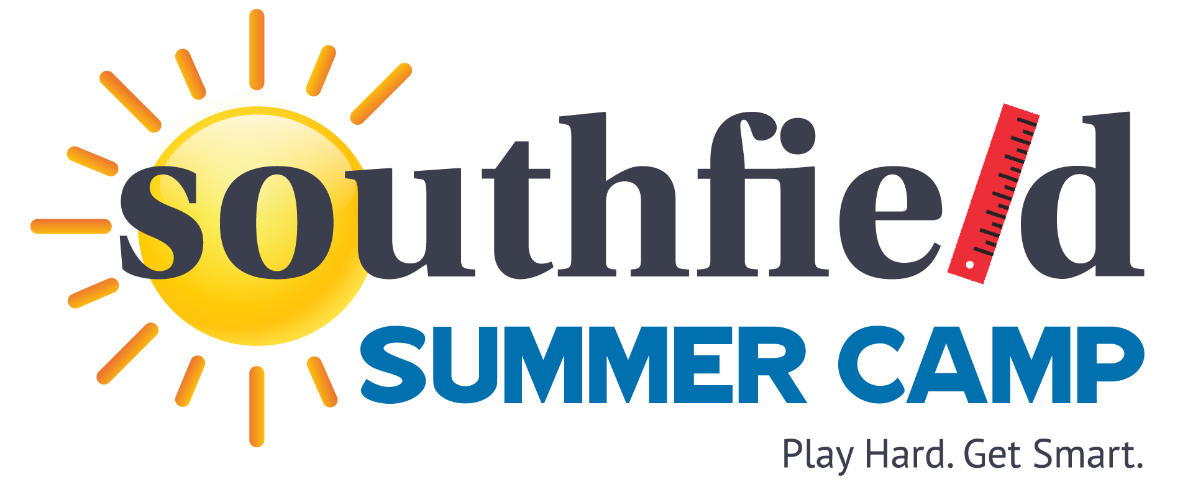 southfield
SUMMER CAMP
Play Hard. Get Smart.